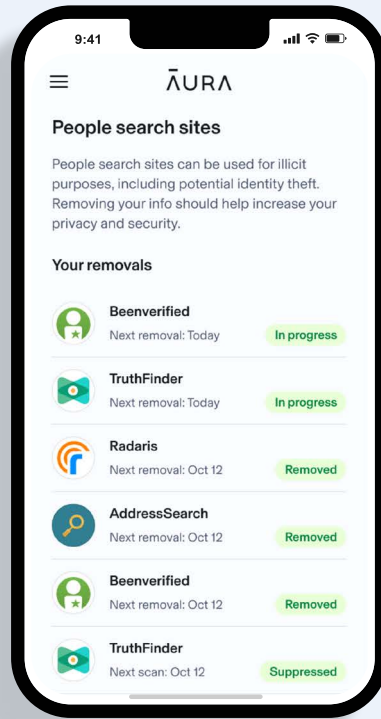 9:41
ĀURA
People search sites
People search sites can be used for illicit
purposes, including potential identity theft.
Removing your info should help increase your
privacy and security.
Your removals
Beenverified
Next removal: Today
In progress
TruthFinder
Next removal: Today
In progress
Radaris
Next removal: Oct 12
Removed
AddressSearch
Next removal: Oct 12
Removed
Beenverified
Next removal: Oct 12
Removed
TruthFinder
Next scan: Oct 12
Suppressed